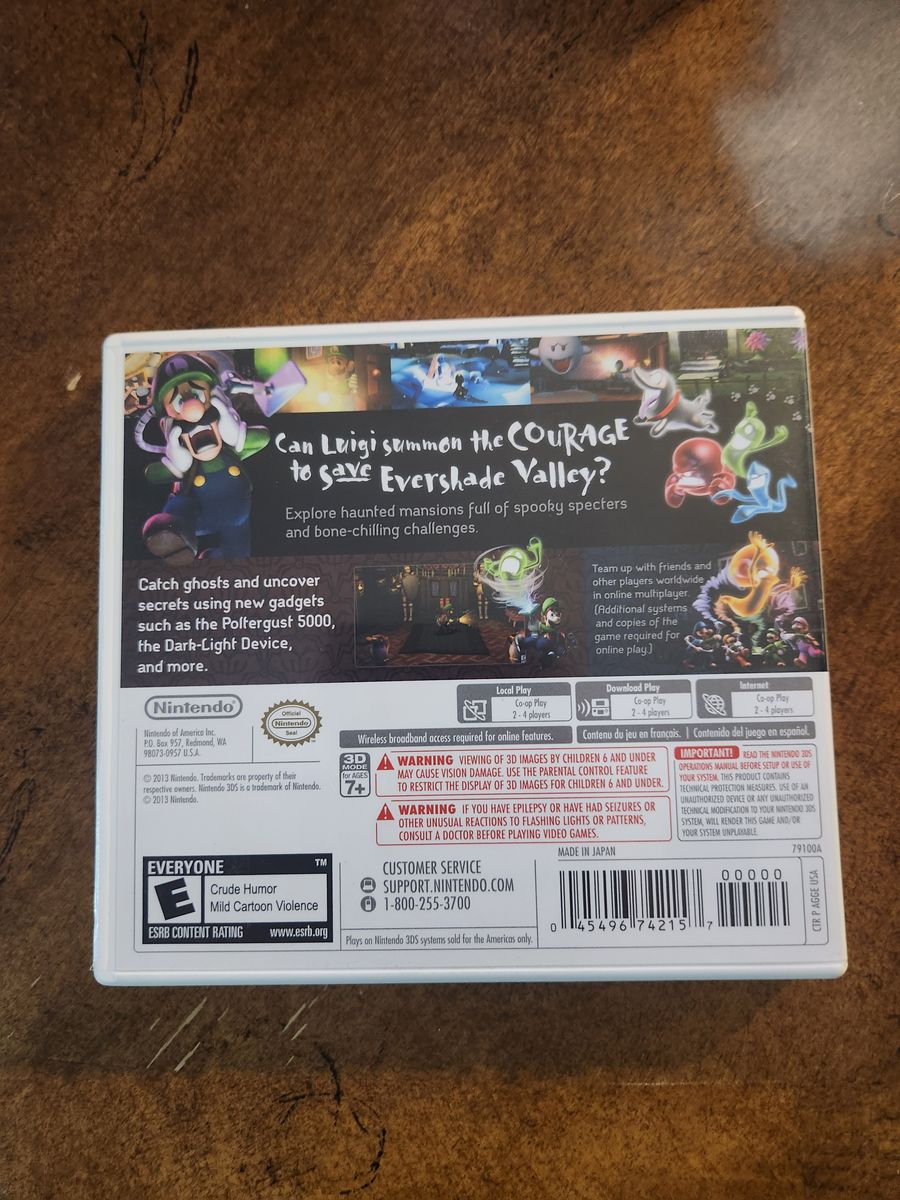 Can Luigi summon the COURAGE
to save Evershade Valley?
Explore haunted mansions full of spooky specters
and bone-chilling challenges.
Catch ghosts and uncover
secrets using new gadgets
such as the Poltergust 5000,
the Dark-Light Device,
and more.
Team up with friends and
other players worldwide
in online multiplayer.
(Additional systems
and copies of the
game required for
online play.)
Nintendo
Nintendo of America Inc.
P.O. Box 957, Redmond, WA
98073-0957 U.S.A.
Official
Nintendo
Seal
Local Play
Co-op Play
2 - 4 players
Download Play
Co-op Play
2 - 4 players
Internet
Co-op Play
2 - 4 players
Wireless broadband access required for online features.
Contenu du jeu en français.
Contenido del juego en español.
© 2013 Nintendo. Trademarks are property of their
respective owners. Nintendo 3DS is a trademark of Nintendo.
© 2013 Nintendo.
3D
MODE
for AGES
7+
WARNING VIEWING OF 3D IMAGES BY CHILDREN 6 AND UNDER
MAY CAUSE VISION DAMAGE. USE THE PARENTAL CONTROL FEATURE
TO RESTRICT THE DISPLAY OF 3D IMAGES FOR CHILDREN 6 AND UNDER.
WARNING IF YOU HAVE EPILEPSY OR HAVE HAD SEIZURES OR
OTHER UNUSUAL REACTIONS TO FLASHING LIGHTS OR PATTERNS,
CONSULT A DOCTOR BEFORE PLAYING VIDEO GAMES.
IMPORTANT! READ THE NINTENDO 3DS
OPERATIONS MANUAL BEFORE SETUP OR USE OF
YOUR SYSTEM. THIS PRODUCT CONTAINS
TECHNICAL PROTECTION MEASURES. USE OF AN
UNAUTHORIZED DEVICE OR ANY UNAUTHORIZED
TECHNICAL MODIFICATION TO YOUR NINTENDO 3DS
SYSTEM, WILL RENDER THIS GAME AND/OR
YOUR SYSTEM UNPLAYABLE.
EVERYONE TM
E
Crude Humor
Mild Cartoon Violence
ESRB CONTENT RATING www.esrb.org
CUSTOMER SERVICE
SUPPORT.NINTENDO.COM
1-800-255-3700
Plays on Nintendo 3DS systems sold for the Americas only.
MADE IN JAPAN
79100A
00000
0 45496 74215 7
CTR P AGGE USA